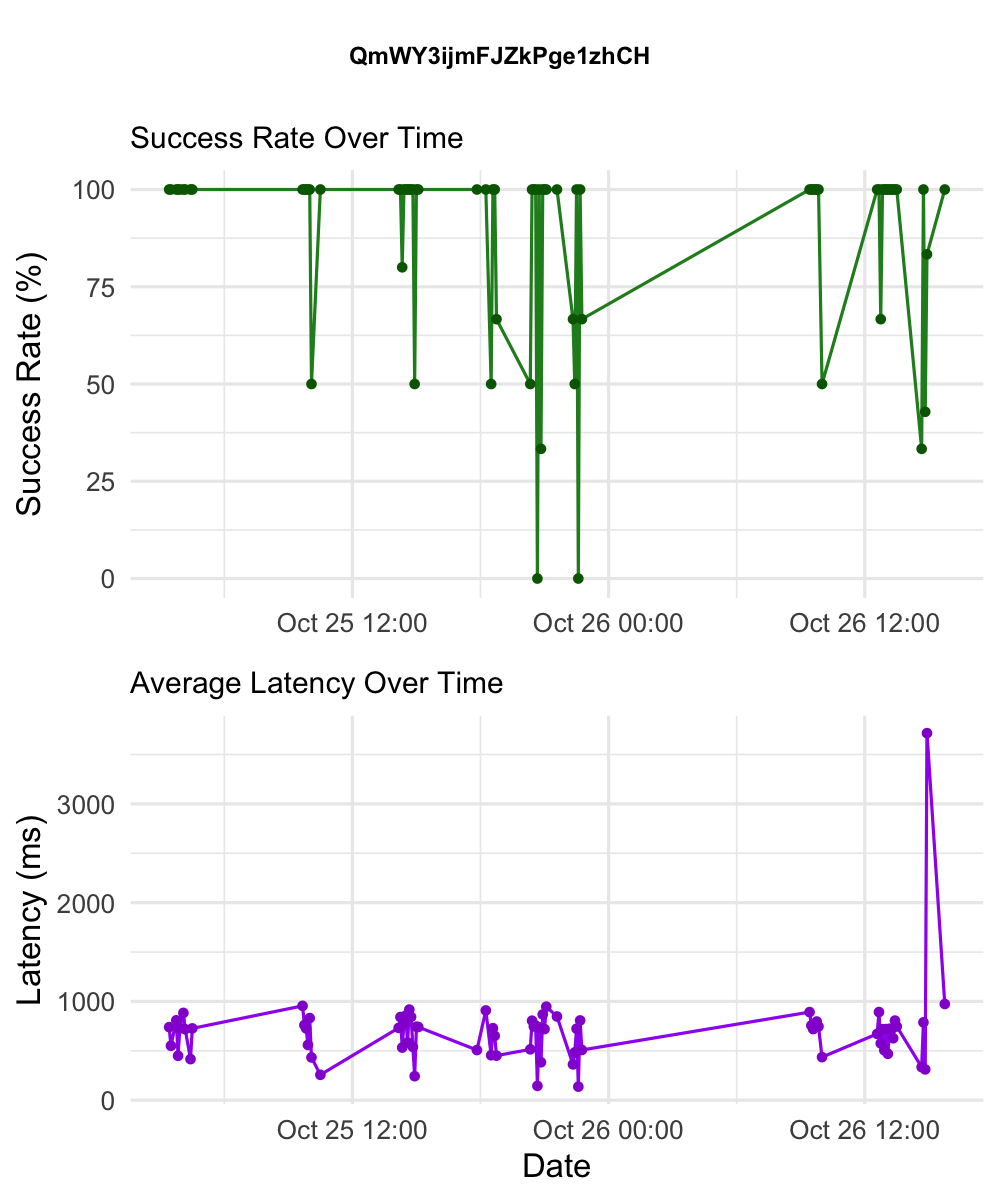 QmWY3ijmFJZkPge1zhCH
Success Rate Over Time
Success Rate (%)
100
75
50
25
0
Oct 25 12:00 Oct 26 00:00 Oct 26 12:00
Average Latency Over Time
Latency (ms)
3000
2000
1000
0
Oct 25 12:00 Oct 26 00:00 Oct 26 12:00
Date